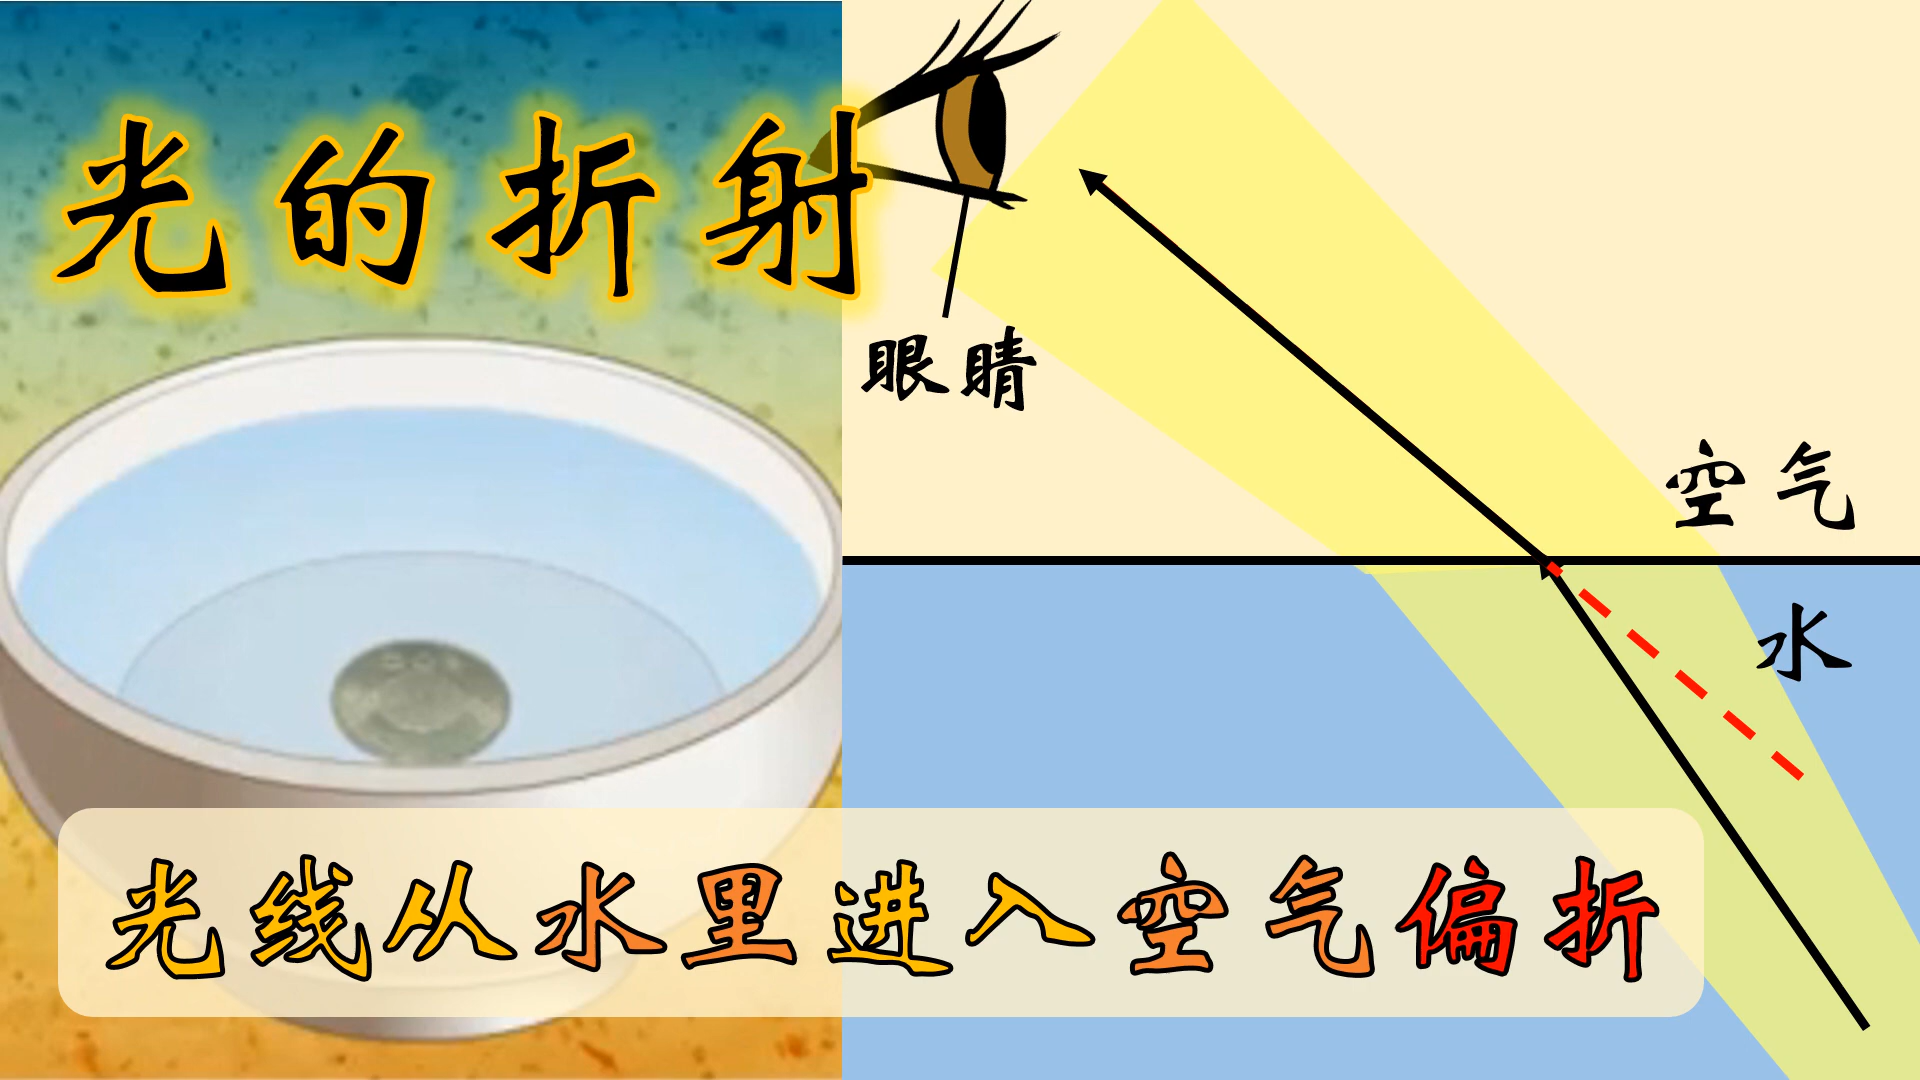 光的折射
眼睛
空气
水
光线从水里进入空气偏折